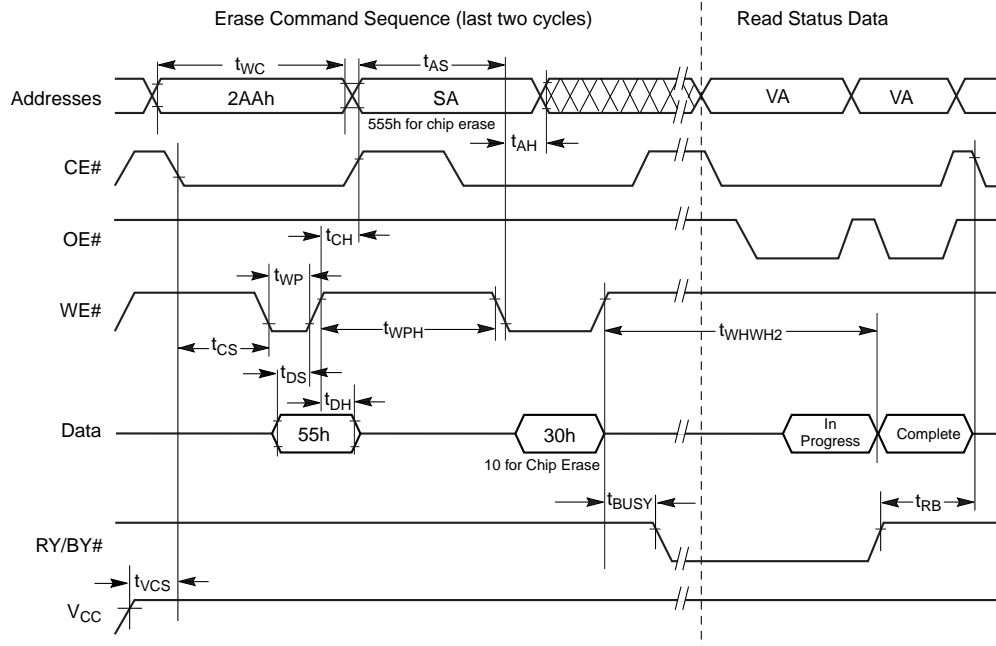 Erase Command Sequence (last two cycles)
Read Status Data
tWC
tAS
Addresses
2AAh
SA
VA
VA
555h for chip erase
tAH
CE#
OE#
tCH
tWP
WE#
tWPH
tWHWH2
tCS
tDS
tDH
Data
55h
30h
In
Progress
Complete
10 for Chip Erase
tBUSY
tRB
RY/BY#
tVCS
VCC